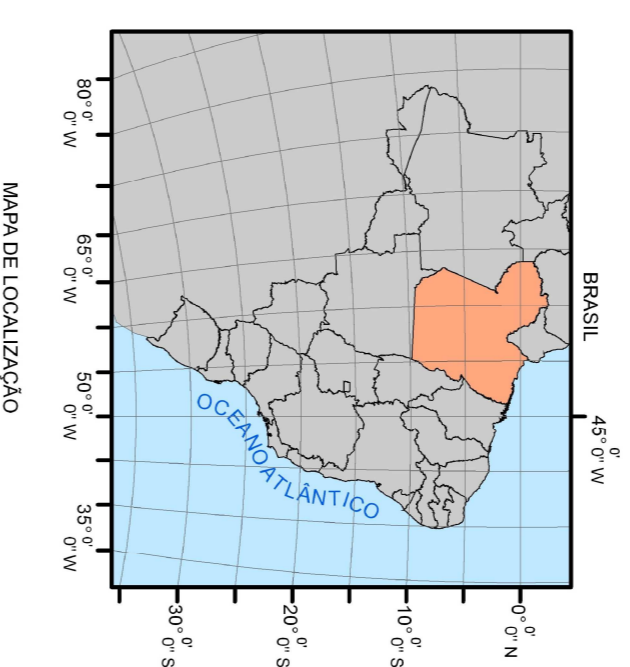 BRASIL
45° 0' 0" W
80° 0' 0" W
65° 0' 0" W
50° 0' 0" W
35° 0' 0" W
0° 0' 0" N
10° 0' 0" S
20° 0' 0" S
30° 0' 0" S
OCEANO ATLÂNTICO
MAPA DE LOCALIZAÇÃO